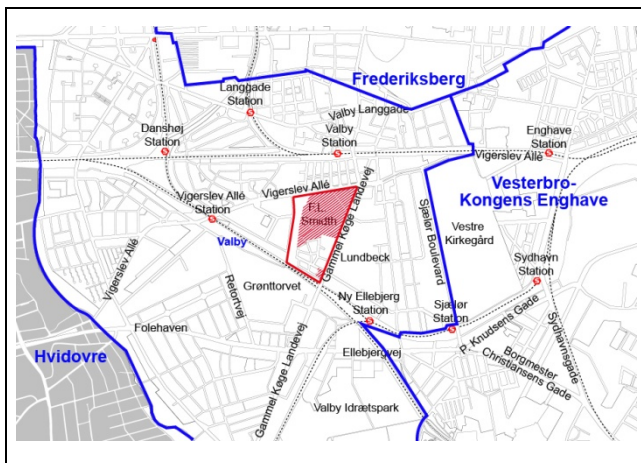 Frederiksberg
Langgade
Station
Valby Langgade
Danshøj
Station
Valby
Station
Enghave
Station
Vigerslev Allé
Vigerslev Allé
Vesterbro-
Kongens Enghave
Vigerslev Allé
Station
F.L.
Smidth
Gammel Køge Landevej
Sjælør Boulevard
Vestre
Kirkegård
Valby
Vigerslev Allé
Lundbeck
Sydhavn
Station
Grønttorvet
Retortvej
Ny Ellebjerg
Station
Sjælør
Station
P. Knudsens Gade
Sydhavnsgade
Folehaven
Hvidovre
Gammel Køge Landevej
Ellebjergvej
Borgmester
Christiansens Gade
Valby Idrætspark